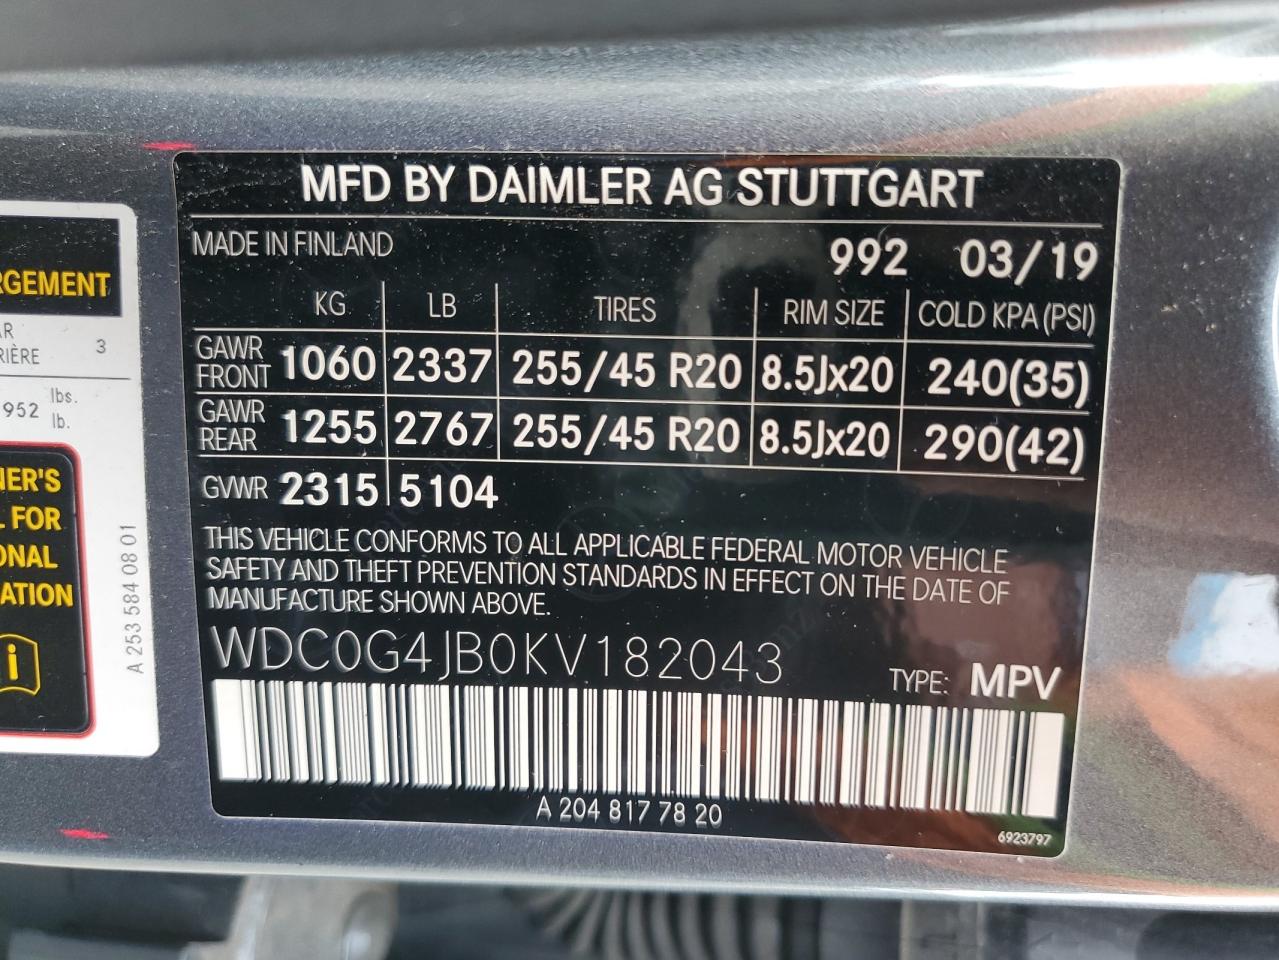 MFD BY DAIMLER AG STUTTGART
MADE IN FINLAND 992 03/19
KG LB TIRES RIM SIZE COLD KPA (PSI)
GAWR FRONT 1060 2337 255/45 R20 8.5Jx20 240(35)
GAWR REAR 1255 2767 255/45 R20 8.5Jx20 290(42)
GVWR 2315 5104
THIS VEHICLE CONFORMS TO ALL APPLICABLE FEDERAL MOTOR VEHICLE
SAFETY AND THEFT PREVENTION STANDARDS IN EFFECT ON THE DATE OF
MANUFACTURE SHOWN ABOVE.
WDC0G4JB0KV182043 TYPE: MPV
A 204 817 78 20
6923797
RGEMENT
AR
RIÈRE 3
952 lbs.
lb.
NER'S
L FOR
ONAL
ATION
i
A 253 584 08 01